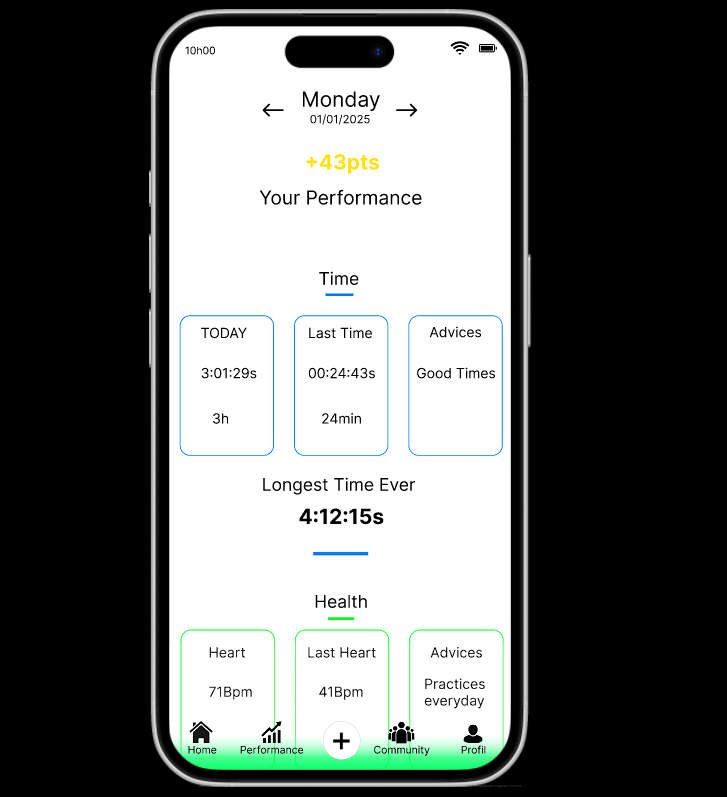 10h00
Monday
01/01/2025
+43pts
Your Performance
Time
TODAY
3:01:29s
3h
Last Time
00:24:43s
24min
Advices
Good Times
Longest Time Ever
4:12:15s
Health
Heart
71Bpm
Last Heart
41Bpm
Advices
Practices
everyday
Home
Performance
Community
Profil